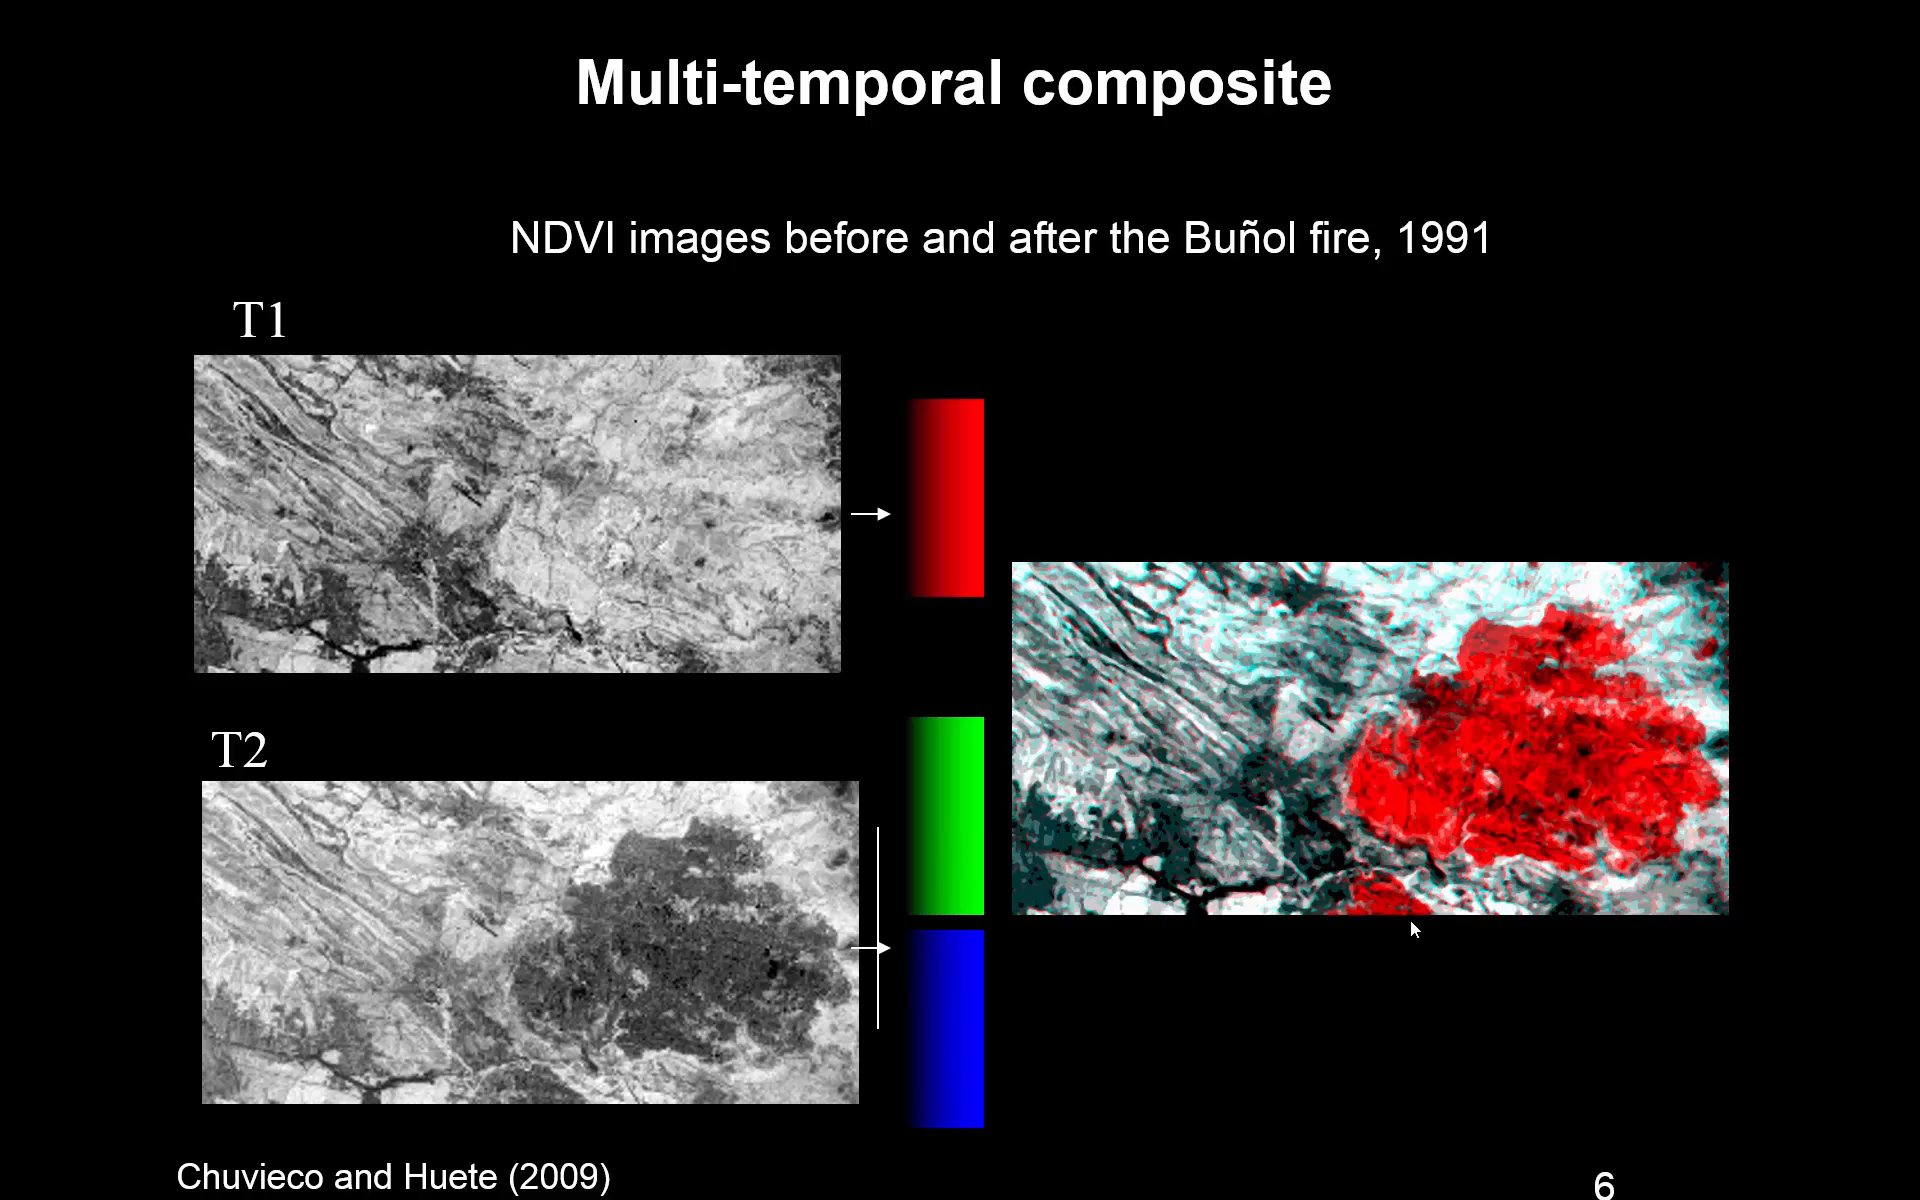 Multi-temporal composite
NDVI images before and after the Buñol fire, 1991
T1
T2
Chuvieco and Huete (2009)
6